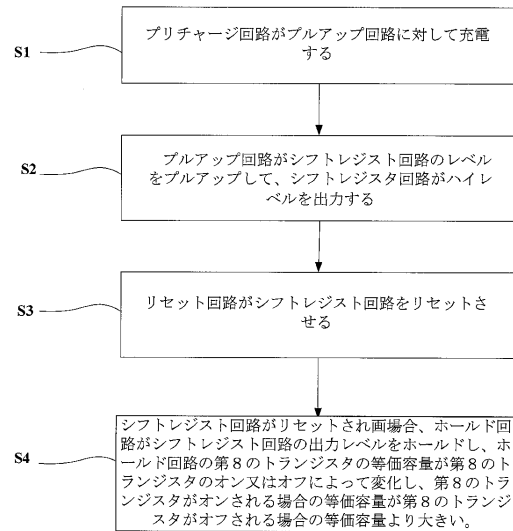 S1
プリチャージ回路がプルアップ回路に対して充電
する
S2
プルアップ回路がシフトレジスト回路のレベル
をプルアップして、シフトレジスタ回路がハイレ
ベルを出力する
S3
リセット回路がシフトレジスト回路をリセットさ
せる
S4
シフトレジスト回路がリセットされ画場合、ホールド回
路がシフトレジスト回路の出力レベルをホールドし、ホ
ールド回路の第８のトランジスタの等価容量が第８のト
ランジスタのオン又はオフによって変化し、第８のトラ
ンジスタがオンされる場合の等価容量が第８のトランジ
スタがオフされる場合の等価容量より大きい。